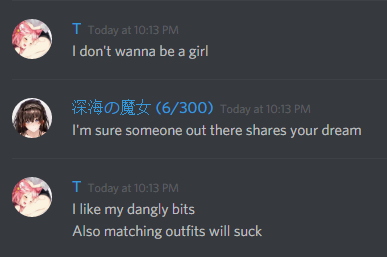 T Today at 10:13 PM
I don't wanna be a girl
深海の魔女 (6/300) Today at 10:13 PM
I'm sure someone out there shares your dream
T Today at 10:13 PM
I like my dangly bits
Also matching outfits will suck